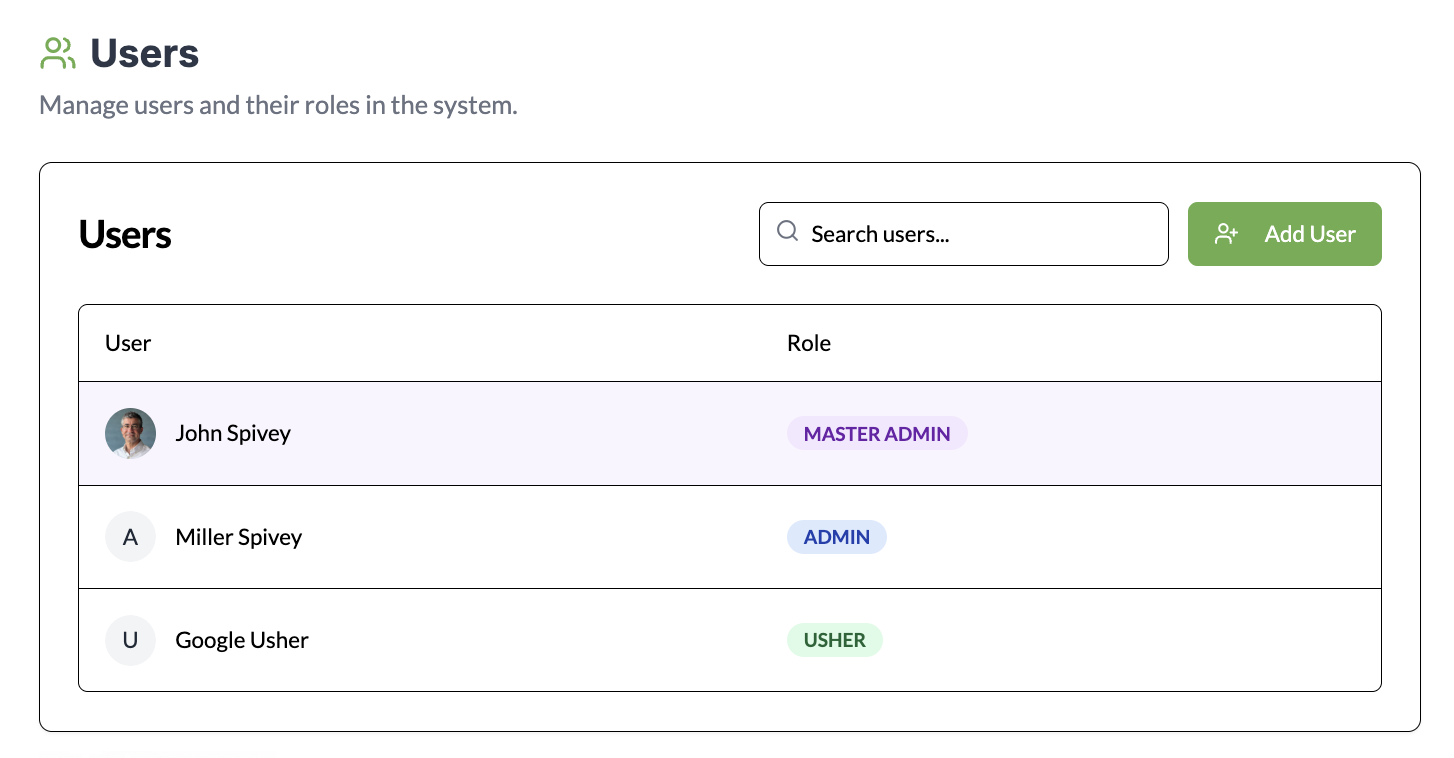 Users
Manage users and their roles in the system.
Users
Search users...
Add User
User Role
John Spivey MASTER ADMIN
A Miller Spivey ADMIN
U Google Usher USHER